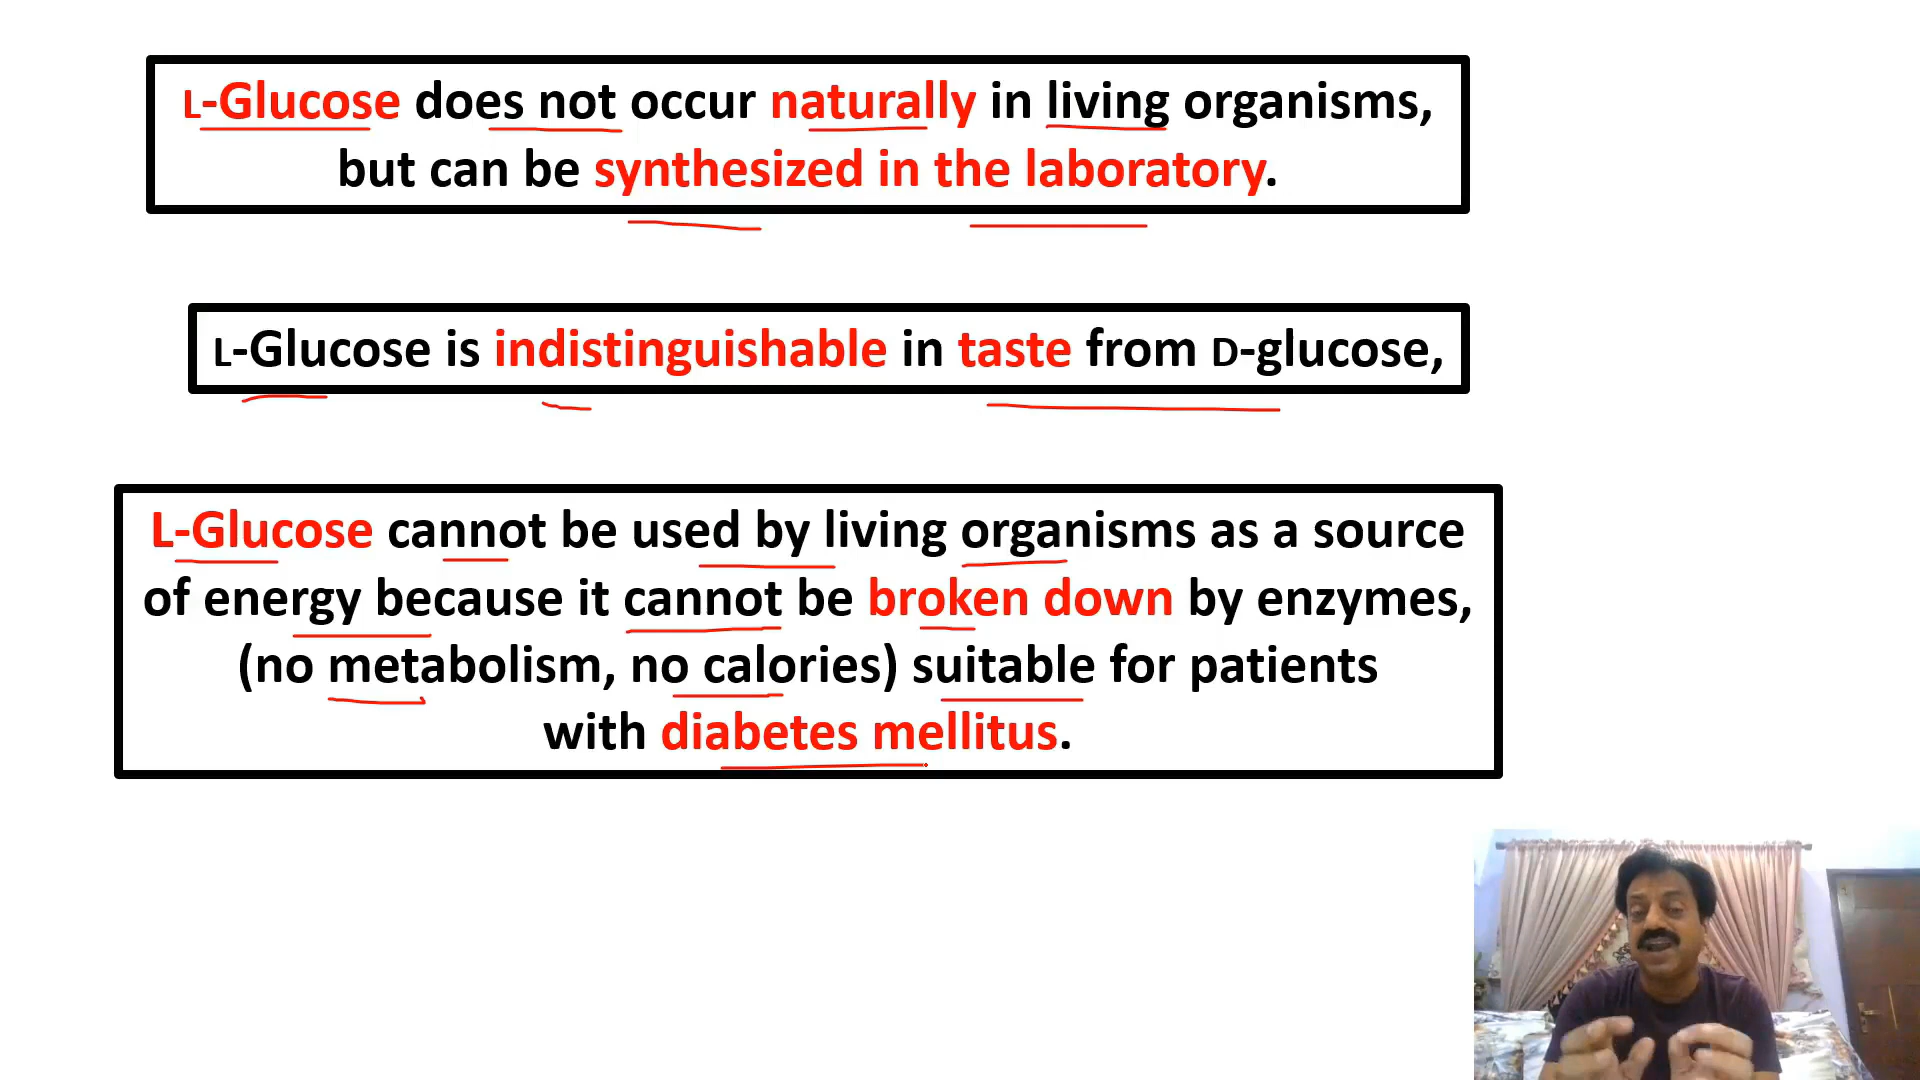 L-Glucose does not occur naturally in living organisms,
but can be synthesized in the laboratory.
L-Glucose is indistinguishable in taste from D-glucose,
L-Glucose cannot be used by living organisms as a source
of energy because it cannot be broken down by enzymes,
(no metabolism, no calories) suitable for patients
with diabetes mellitus.